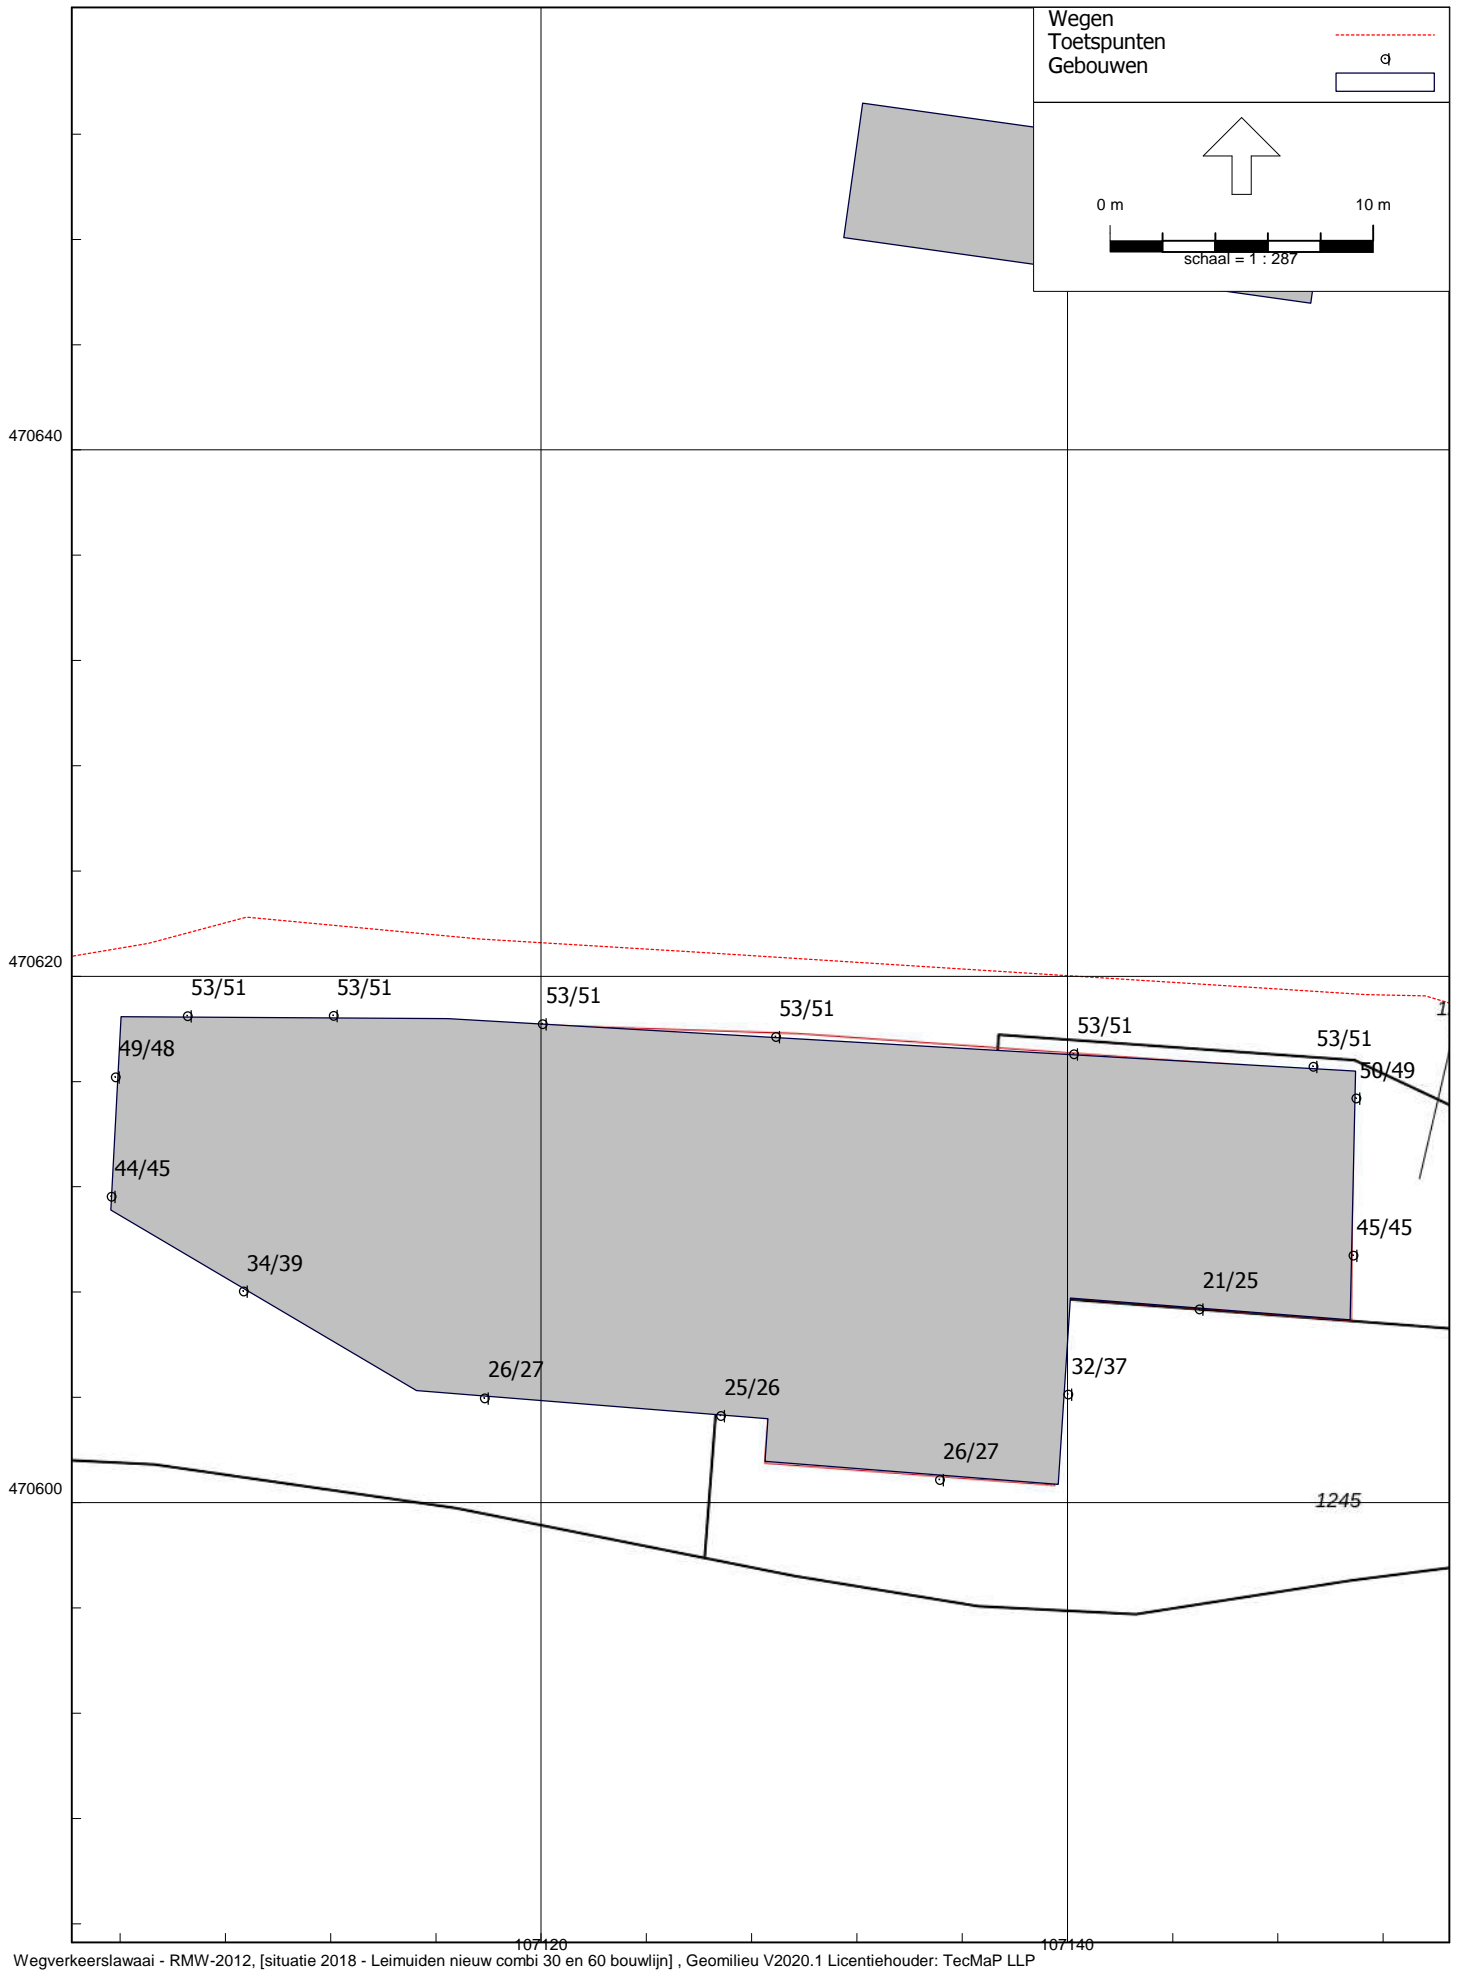 Wegen
Toetspunten
Gebouwen
0 m 10 m
schaal = 1 : 287
470640
470620
53/51 53/51 53/51 53/51 53/51 53/51
49/48 50/49
44/45
45/45
34/39 21/25
26/27 25/26 32/37
26/27
470600
1245
107120 107140
Wegverkeerslawaai - RMW-2012, [situatie 2018 - Leimuiden nieuw combi 30 en 60 bouwlijn] , Geomilieu V2020.1 Licentiehouder: TecMaP LLP